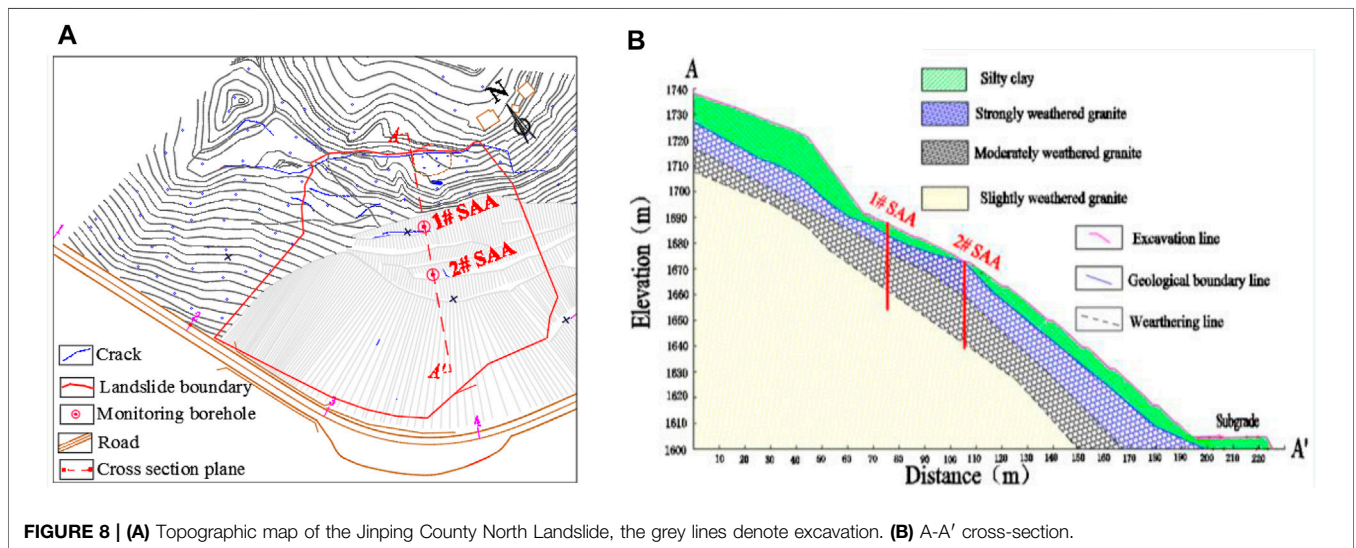 A
N
A
1# SAA
2# SAA
A'
1
2
3
4
Crack
Landslide boundary
Monitoring borehole
Road
Cross section plane
B
A
Silty clay
Strongly weathered granite
Moderately weathered granite
Slightly weathered granite
Excavation line
Geological boundary line
Wearthering line
1# SAA
2# SAA
Subgrade
A'
Elevation (m)
1740
1730
1720
1710
1700
1690
1680
1670
1660
1650
1640
1630
1620
1610
1600
10 20 30 40 50 60 70 80 90 100 110 120 130 140 150 160 170 180 190 200 210 220
Distance (m)
FIGURE 8 | (A) Topographic map of the Jinping County North Landslide, the grey lines denote excavation. (B) A-A′ cross-section.